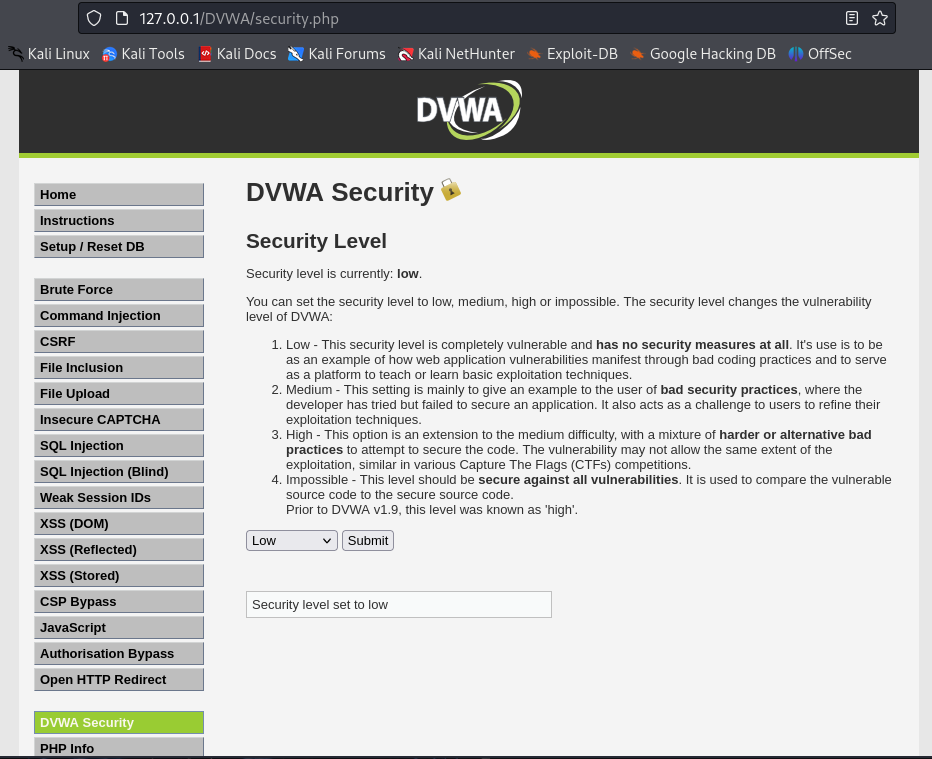 127.0.0.1/DVWA/security.php
Kali Linux Kali Tools Kali Docs Kali Forums Kali NetHunter Exploit-DB Google Hacking DB OffSec
DVWA
Home
Instructions
Setup / Reset DB
Brute Force
Command Injection
CSRF
File Inclusion
File Upload
Insecure CAPTCHA
SQL Injection
SQL Injection (Blind)
Weak Session IDs
XSS (DOM)
XSS (Reflected)
XSS (Stored)
CSP Bypass
JavaScript
Authorisation Bypass
Open HTTP Redirect
DVWA Security
PHP Info
DVWA Security
Security Level
Security level is currently: low.
You can set the security level to low, medium, high or impossible. The security level changes the vulnerability
level of DVWA:
1. Low - This security level is completely vulnerable and has no security measures at all. It's use is to be
as an example of how web application vulnerabilities manifest through bad coding practices and to serve
as a platform to teach or learn basic exploitation techniques.
2. Medium - This setting is mainly to give an example to the user of bad security practices, where the
developer has tried but failed to secure an application. It also acts as a challenge to users to refine their
exploitation techniques.
3. High - This option is an extension to the medium difficulty, with a mixture of harder or alternative bad
practices to attempt to secure the code. The vulnerability may not allow the same extent of the
exploitation, similar in various Capture The Flags (CTFs) competitions.
4. Impossible - This level should be secure against all vulnerabilities. It is used to compare the vulnerable
source code to the secure source code.
Prior to DVWA v1.9, this level was known as 'high'.
Low Submit
Security level set to low